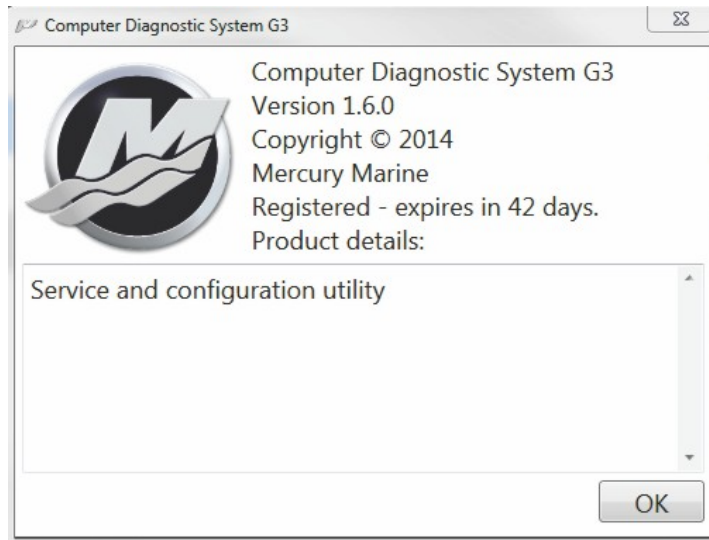 Computer Diagnostic System G3
Computer Diagnostic System G3
Version 1.6.0
Copyright © 2014
Mercury Marine
Registered - expires in 42 days.
Product details:
Service and configuration utility
OK